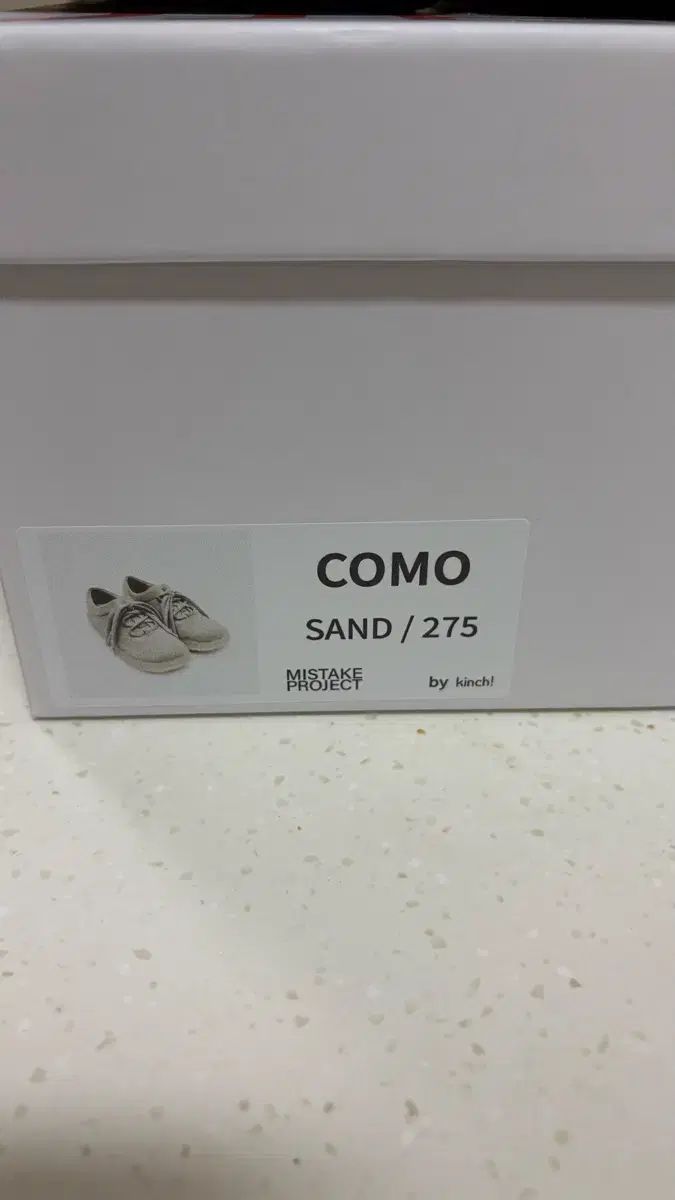 COMO
SAND / 275
MISTAKE
PROJECT
by kinch!